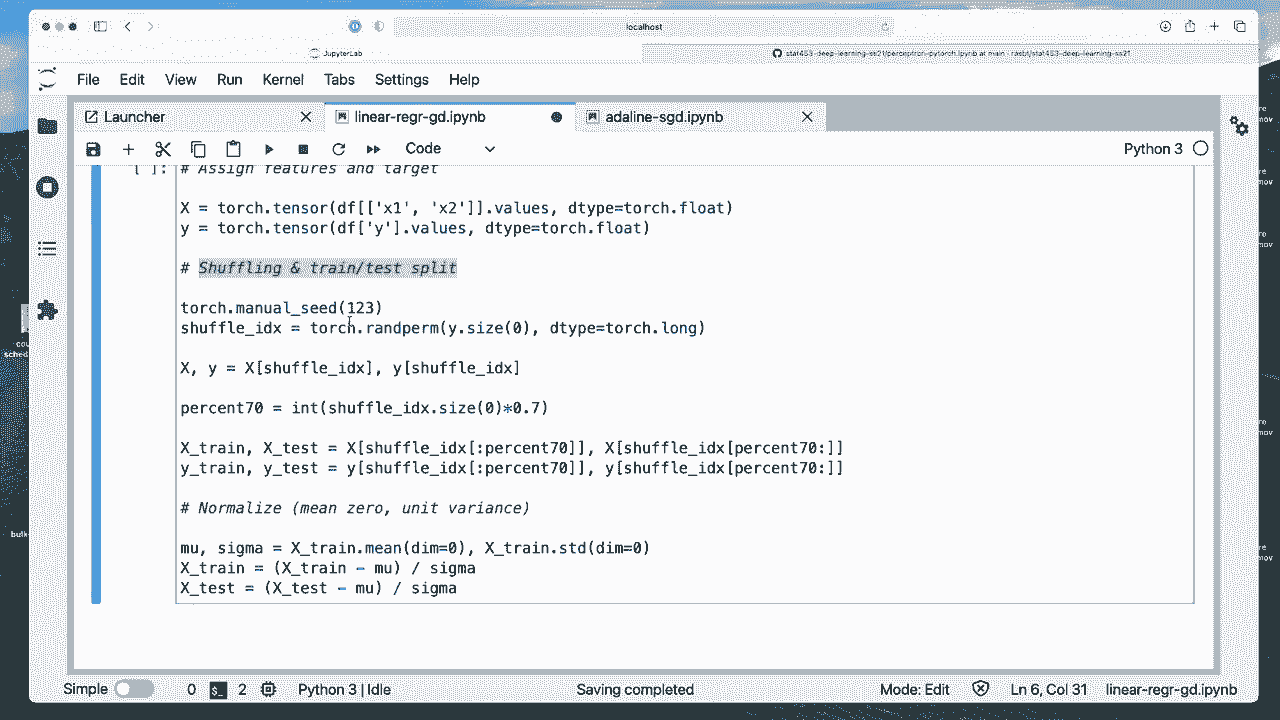 localhost
JupyterLab
stat453-deep-learning-ss21/perceptron-pytorch.ipynb at main · rasbt/stat453-deep-learning-ss21
File Edit View Run Kernel Tabs Settings Help
Launcher
linear-regr-gd.ipynb
adaline-sgd.ipynb
Code
Python 3
[ ]: # Assign features and target
X = torch.tensor(df[['x1', 'x2']].values, dtype=torch.float)
y = torch.tensor(df['y'].values, dtype=torch.float)
# Shuffling & train/test split
torch.manual_seed(123)
shuffle_idx = torch.randperm(y.size(0), dtype=torch.long)
X, y = X[shuffle_idx], y[shuffle_idx]
percent70 = int(shuffle_idx.size(0)*0.7)
X_train, X_test = X[shuffle_idx[:percent70]], X[shuffle_idx[percent70:]]
y_train, y_test = y[shuffle_idx[:percent70]], y[shuffle_idx[percent70:]]
# Normalize (mean zero, unit variance)
mu, sigma = X_train.mean(dim=0), X_train.std(dim=0)
X_train = (X_train - mu) / sigma
X_test = (X_test - mu) / sigma
Simple 0 $_ 2 Python 3 | Idle Saving completed Mode: Edit Ln 6, Col 31 linear-regr-gd.ipynb